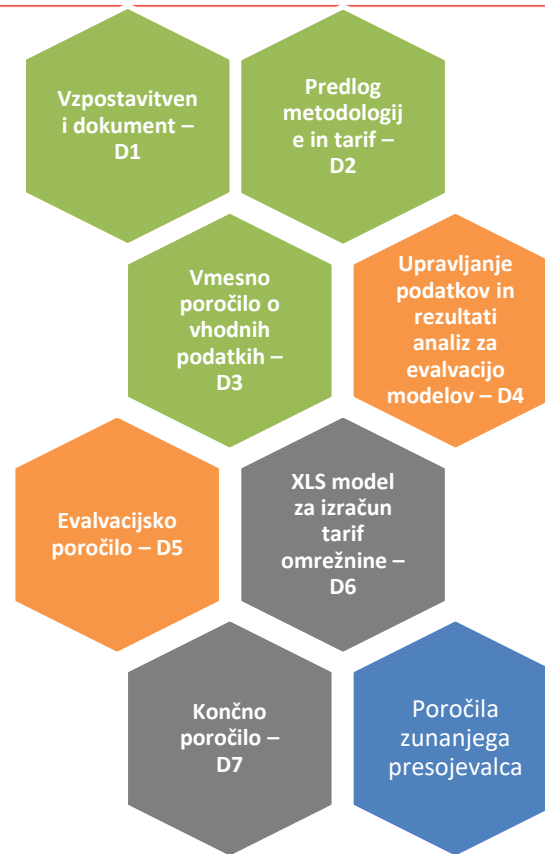 Vzpostavitven
i dokument –
D1
Predlog
metodologij
e in tarif –
D2
Vmesno
poročilo o
vhodnih
podatkih –
D3
Upravljanje
podatkov in
rezultati
analiz za
evalvacijo
modelov – D4
Evalvacijsko
poročilo – D5
XLS model
za izračun
tarif
omrežnine –
D6
Končno
poročilo –
D7
Poročila
zunanjega
presojevalca